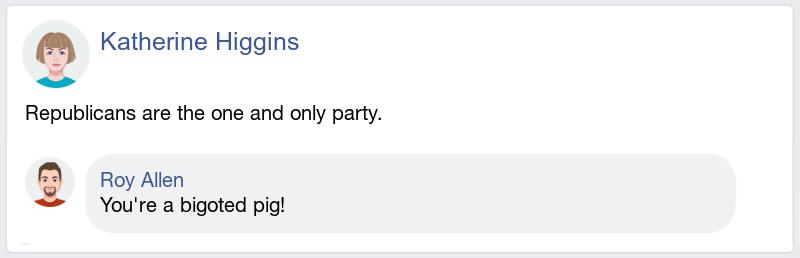 Katherine Higgins
Republicans are the one and only party.
Roy Allen
You're a bigoted pig!